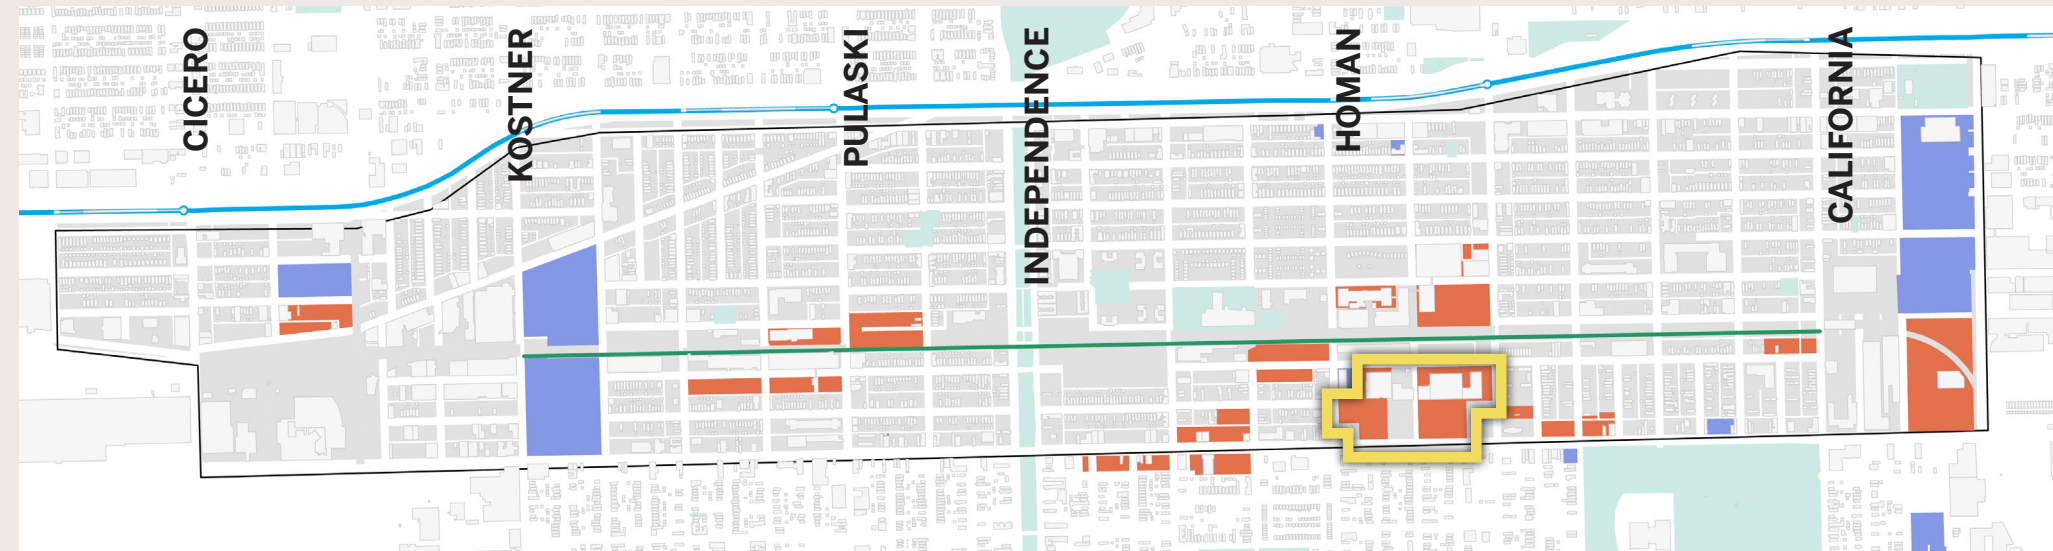 CICERO
KOSTNER
PULASKI
INDEPENDENCE
HOMAN
CALIFORNIA